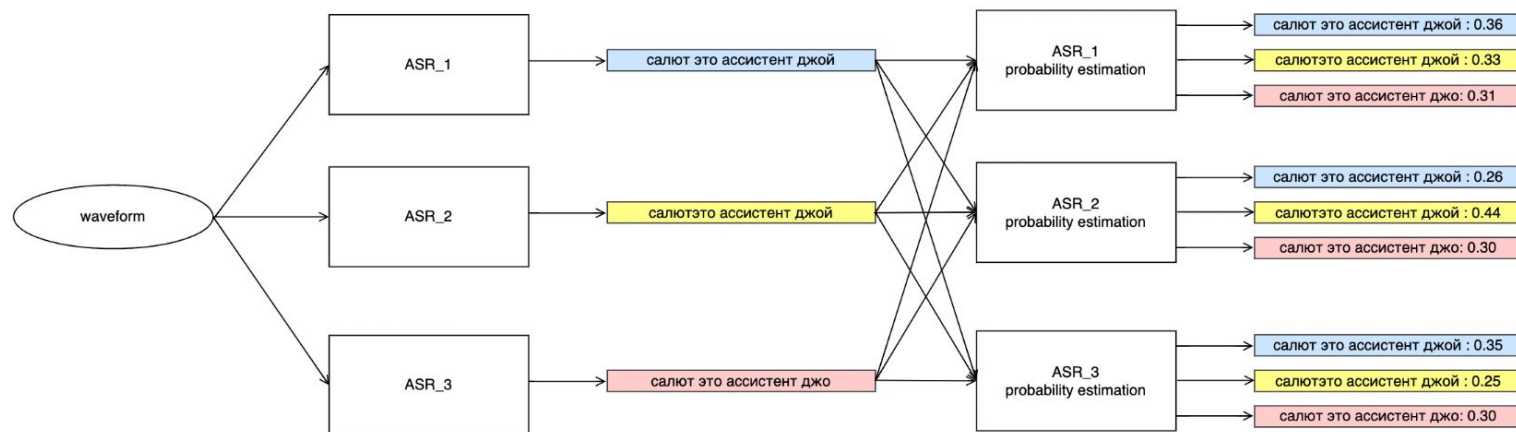 waveform
ASR_1
ASR_2
ASR_3
салют это ассистент джой
салютэто ассистент джой
салют это ассистент джо
ASR_1
probability estimation
ASR_2
probability estimation
ASR_3
probability estimation
салют это ассистент джой : 0.36
салютэто ассистент джой : 0.33
салют это ассистент джо: 0.31
салют это ассистент джой : 0.26
салютэто ассистент джой : 0.44
салют это ассистент джо: 0.30
салют это ассистент джой : 0.35
салютэто ассистент джой : 0.25
салют это ассистент джо: 0.30